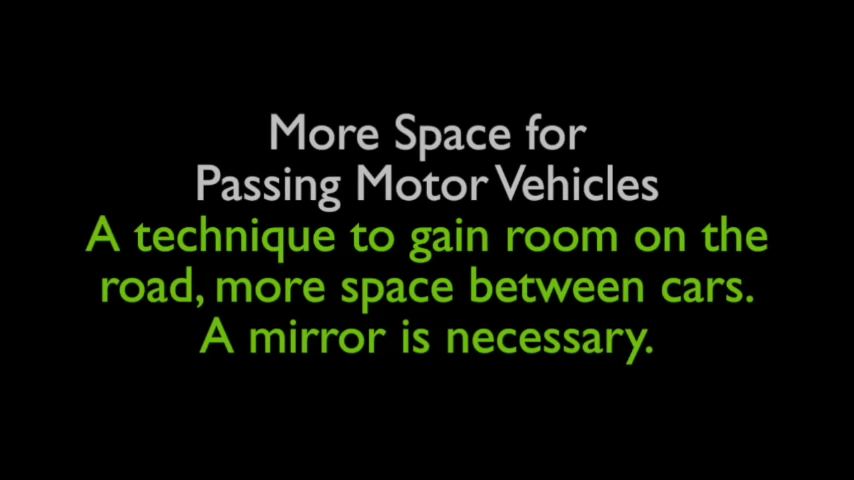 More Space for
Passing Motor Vehicles
A technique to gain room on the
road, more space between cars.
A mirror is necessary.